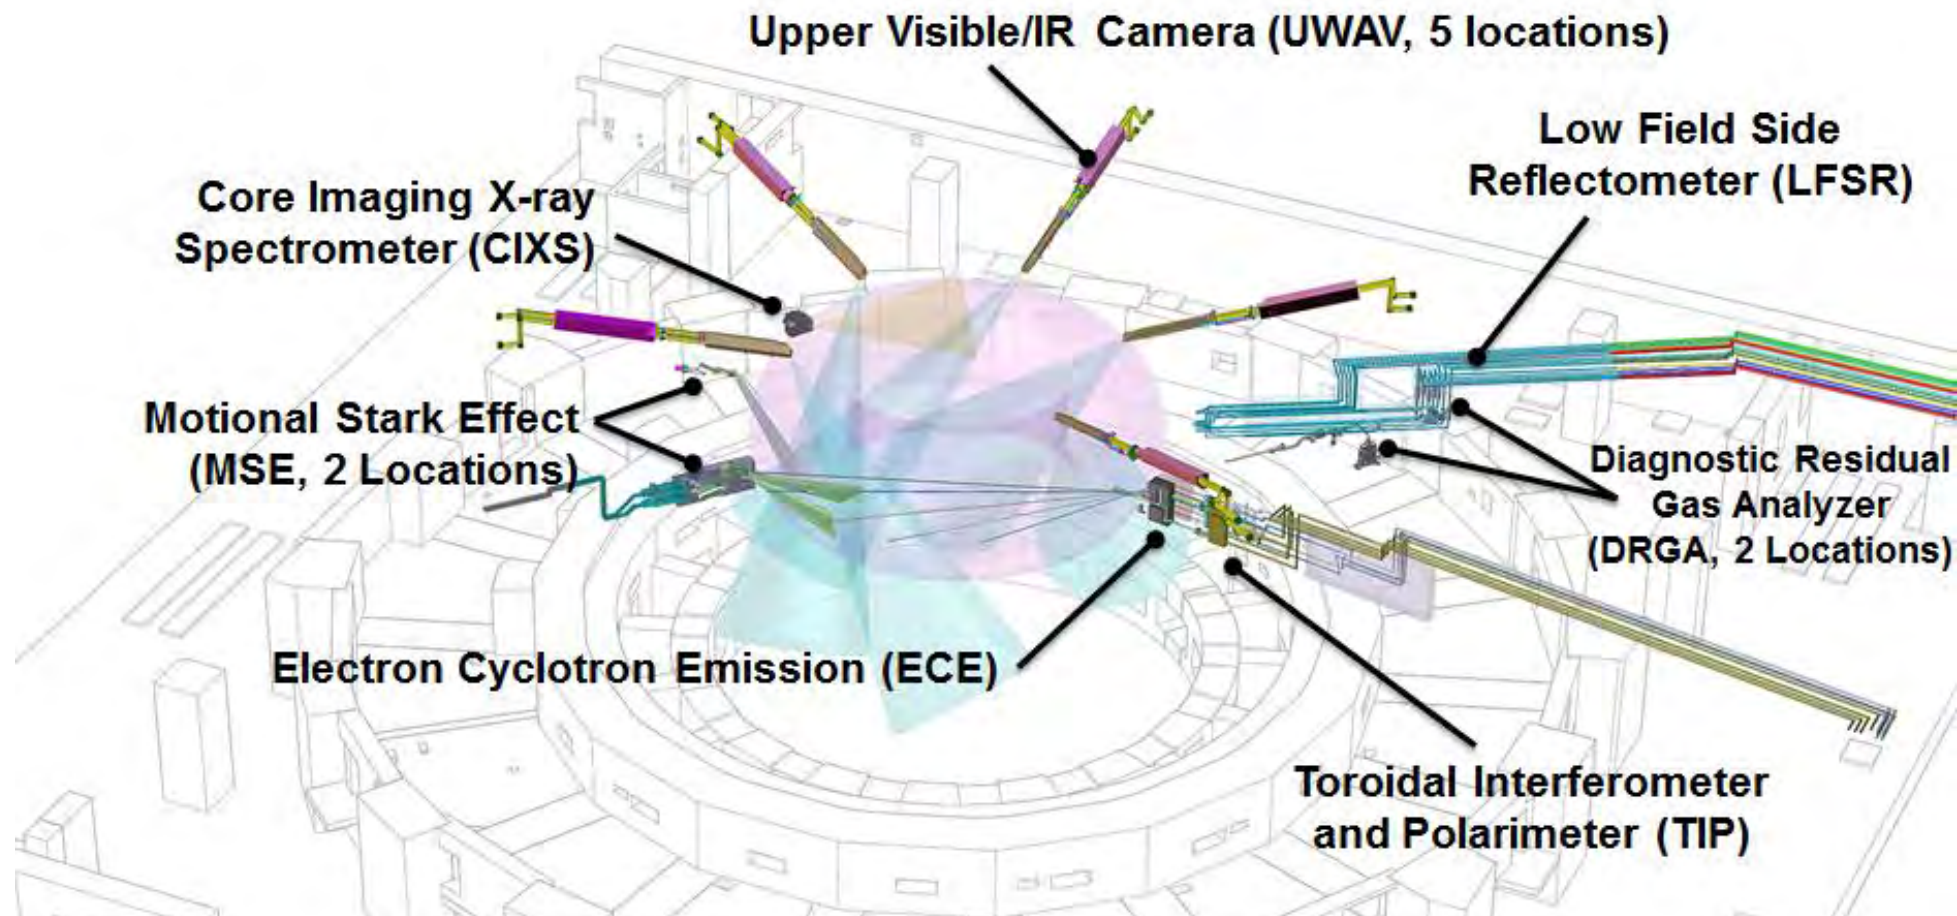 Upper Visible/IR Camera (UWAV, 5 locations)
Low Field Side
Reflectometer (LFSR)
Core Imaging X-ray
Spectrometer (CIXS)
Motional Stark Effect
(MSE, 2 Locations)
Diagnostic Residual
Gas Analyzer
(DRGA, 2 Locations)
Electron Cyclotron Emission (ECE)
Toroidal Interferometer
and Polarimeter (TIP)